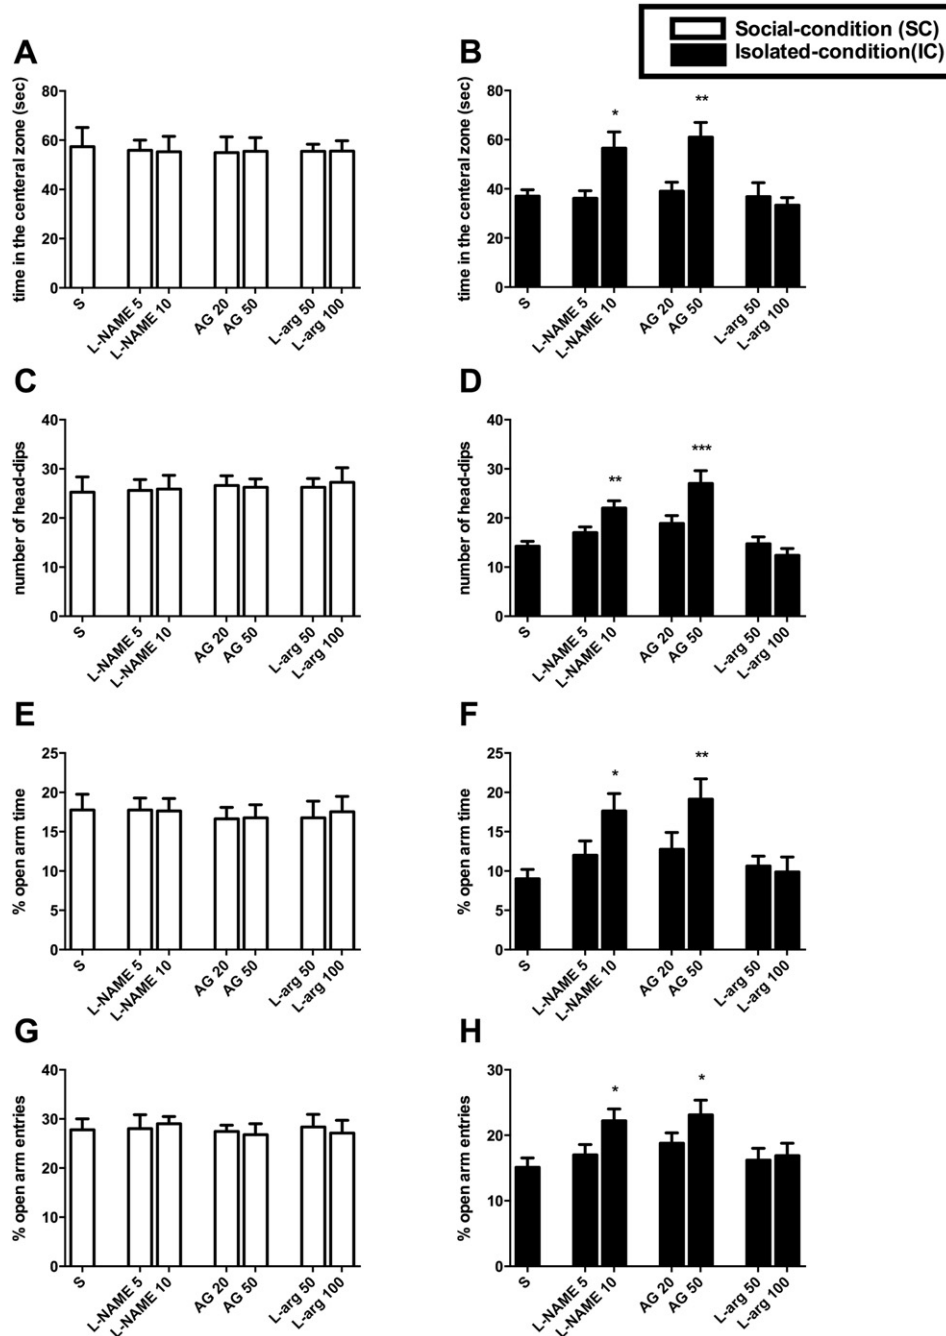 Social-condition (SC)
Isolated-condition(IC)
A
time in the centeral zone (sec)
80
60
40
20
0
S
L-NAME 5
L-NAME 10
AG 20
AG 50
L-arg 50
L-arg 100
B
time in the centeral zone (sec)
80
60
40
20
0
*
**
S
L-NAME 5
L-NAME 10
AG 20
AG 50
L-arg 50
L-arg 100
C
number of head-dips
40
30
20
10
0
S
L-NAME 5
L-NAME 10
AG 20
AG 50
L-arg 50
L-arg 100
D
number of head-dips
40
30
20
10
0
**
***
S
L-NAME 5
L-NAME 10
AG 20
AG 50
L-arg 50
L-arg 100
E
% open arm time
25
20
15
10
5
0
S
L-NAME 5
L-NAME 10
AG 20
AG 50
L-arg 50
L-arg 100
F
% open arm time
25
20
15
10
5
0
*
**
S
L-NAME 5
L-NAME 10
AG 20
AG 50
L-arg 50
L-arg 100
G
% open arm entries
40
30
20
10
0
S
L-NAME 5
L-NAME 10
AG 20
AG 50
L-arg 50
L-arg 100
H
% open arm entries
30
20
10
0
*
*
S
L-NAME 5
L-NAME 10
AG 20
AG 50
L-arg 50
L-arg 100